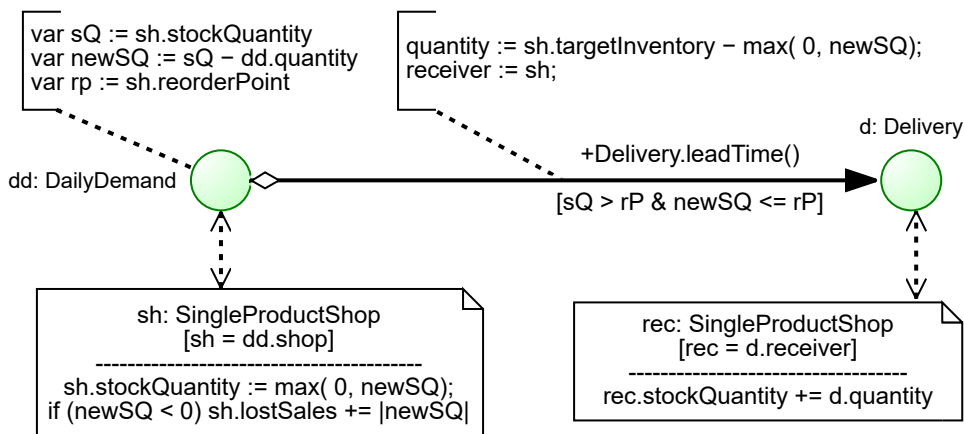 var sQ := sh.stockQuantity
var newSQ := sQ − dd.quantity
var rp := sh.reorderPoint
quantity := sh.targetInventory − max( 0, newSQ);
receiver := sh;
d: Delivery
+Delivery.leadTime()
dd: DailyDemand
[sQ > rP & newSQ <= rP]
sh: SingleProductShop
[sh = dd.shop]
----------------------------------------
sh.stockQuantity := max( 0, newSQ);
if (newSQ < 0) sh.lostSales += |newSQ|
rec: SingleProductShop
[rec = d.receiver]
----------------------------------
rec.stockQuantity += d.quantity